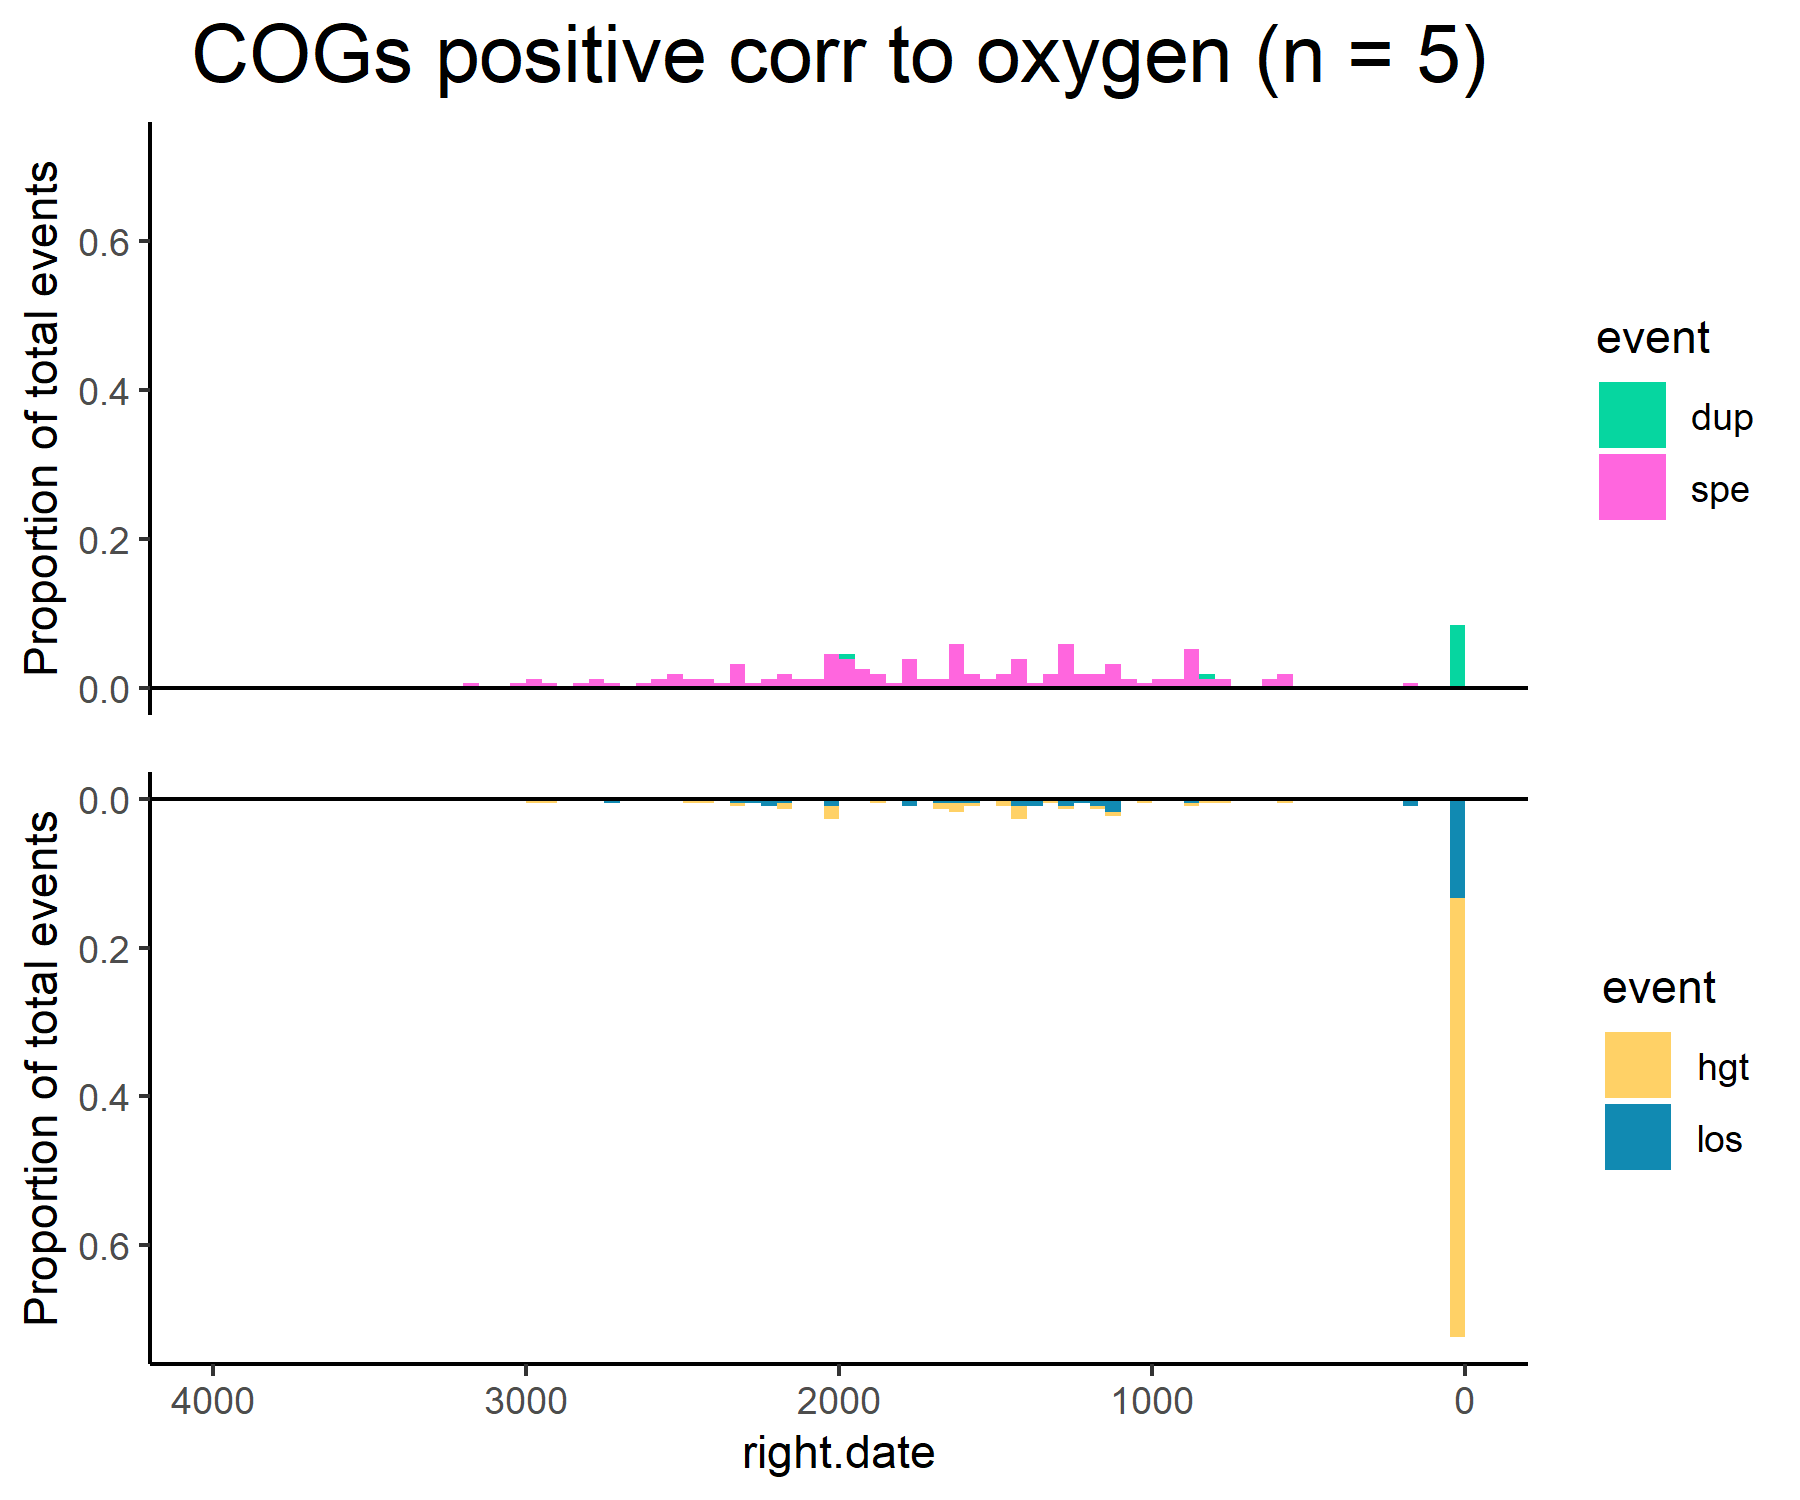 COGs positive corr to oxygen (n = 5)
Proportion of total events
0.6
0.4
0.2
0.0
event
dup
spe
Proportion of total events
0.0
0.2
0.4
0.6
event
hgt
los
4000
3000
2000
1000
0
right.date